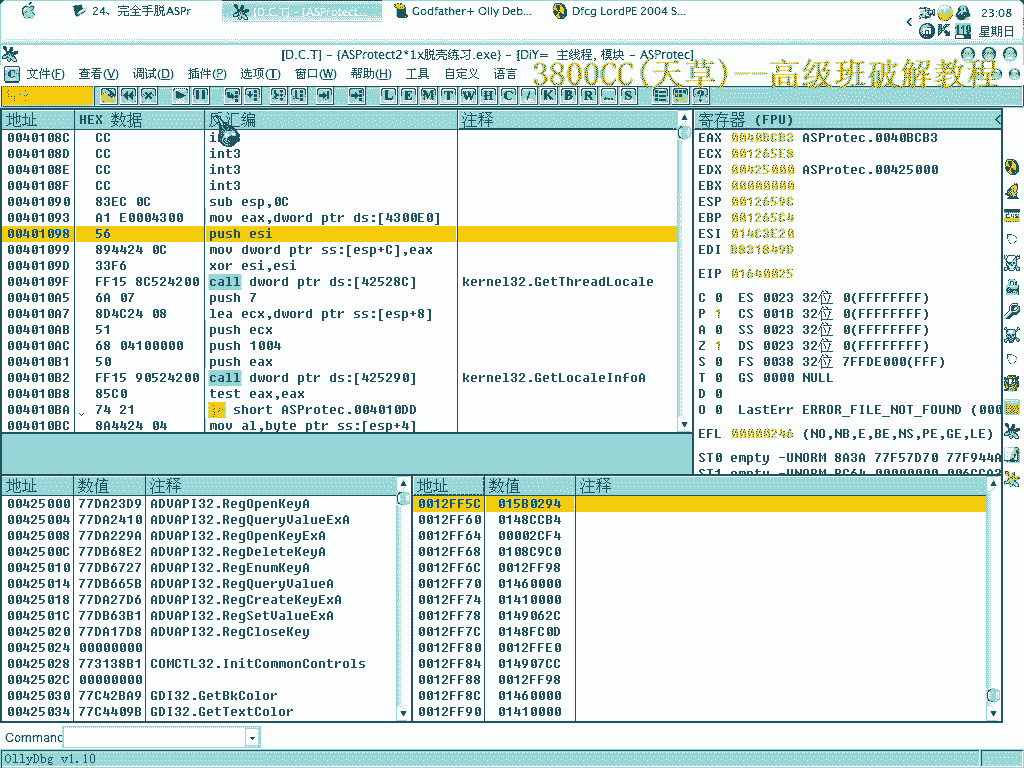 24、完全手脱ASPr
[D.C.T] - [ASProtect...
Godfather+ Olly Deb...
Dfcg LordPE 2004 S...
23:08
星期日
[D.C.T] - {ASProtect2*1x脱壳练习.exe} - [DiY= 主线程, 模块 - ASProtec]
C 文件(F) 查看(V) 调试(D) 插件(P) 选项(T) 窗口(W) 帮助(H) 工具 自定义 语言
3800CC(天草)--高级班破解教程
L E M T W H C / K B R ... S
地址 HEX 数据 反汇编 注释
0040108C CC
0040108D CC int3
0040108E CC int3
0040108F CC int3
00401090 83EC 0C sub esp,0C
00401093 A1 E0004300 mov eax,dword ptr ds:[4300E0]
00401098 56 push esi
00401099 894424 0C mov dword ptr ss:[esp+C],eax
0040109D 33F6 xor esi,esi
0040109F FF15 8C524200 call dword ptr ds:[42528C] kernel32.GetThreadLocale
004010A5 6A 07 push 7
004010A7 8D4C24 08 lea ecx,dword ptr ss:[esp+8]
004010AB 51 push ecx
004010AC 68 04100000 push 1004
004010B1 50 push eax
004010B2 FF15 90524200 call dword ptr ds:[425290] kernel32.GetLocaleInfoA
004010B8 85C0 test eax,eax
004010BA 74 21 short ASProtec.004010DD
004010BC 8A4424 04 mov al,byte ptr ss:[esp+4]
寄存器 (FPU)
EAX 0040BCB3 ASProtec.0040BCB3
ECX 001265E8
EDX 00425000 ASProtec.00425000
EBX 00000000
ESP 0012659C
EBP 001265C4
ESI 014C3E20
EDI B831849D
EIP 01640025
C 0 ES 0023 32位 0(FFFFFFFF)
P 1 CS 001B 32位 0(FFFFFFFF)
A 0 SS 0023 32位 0(FFFFFFFF)
Z 1 DS 0023 32位 0(FFFFFFFF)
S 0 FS 0038 32位 7FFDE000(FFF)
T 0 GS 0000 NULL
D 0
O 0 LastErr ERROR_FILE_NOT_FOUND (000
EFL 00000246 (NO,NB,E,BE,NS,PE,GE,LE)
ST0 empty -UNORM 8A3A 77F57D70 77F944A
地址 数值 注释
00425000 77DA23D9 ADVAPI32.RegOpenKeyA
00425004 77DA2410 ADVAPI32.RegQueryValueExA
00425008 77DA229A ADVAPI32.RegOpenKeyExA
0042500C 77DB68E2 ADVAPI32.RegDeleteKeyA
00425010 77DB6727 ADVAPI32.RegEnumKeyA
00425014 77DB665B ADVAPI32.RegQueryValueA
00425018 77DA27D6 ADVAPI32.RegCreateKeyExA
0042501C 77DB63B1 ADVAPI32.RegSetValueExA
00425020 77DA17D8 ADVAPI32.RegCloseKey
00425024 00000000
00425028 773138B1 COMCTL32.InitCommonControls
0042502C 00000000
00425030 77C42BA9 GDI32.GetBkColor
00425034 77C4409B GDI32.GetTextColor
地址 数值 注释
0012FF5C 015B0294
0012FF60 0148CCB4
0012FF64 00002CF4
0012FF68 0108C9C0
0012FF6C 0012FF98
0012FF70 01460000
0012FF74 01410000
0012FF78 0149062C
0012FF7C 0148FC0D
0012FF80 0012FFE0
0012FF84 014907CC
0012FF88 0012FF98
0012FF8C 01460000
0012FF90 01410000
Command
OllyDbg v1.10